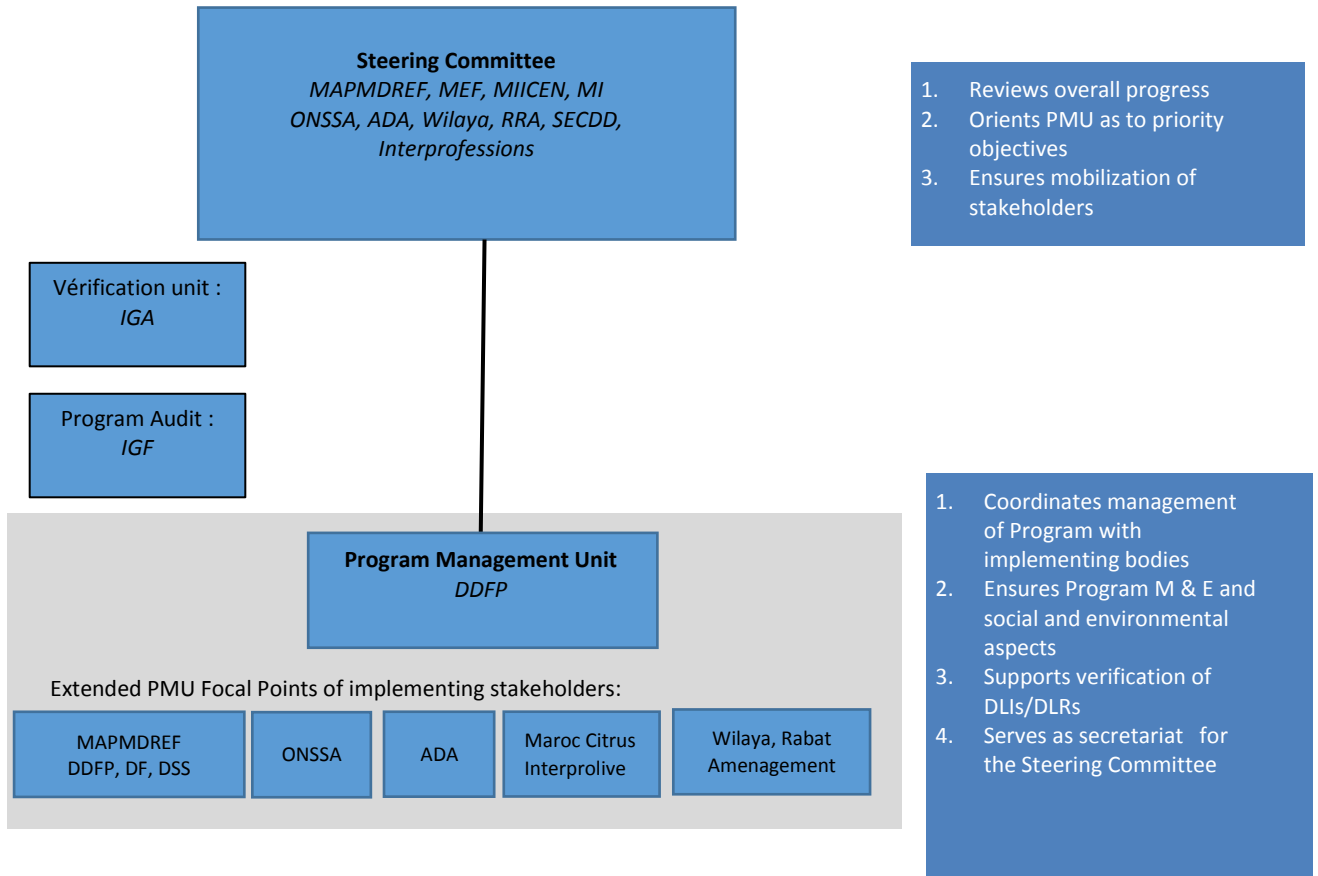 Steering Committee
MAPMDREF, MEF, MIICEN, MI
ONSSA, ADA, Wilaya, RRA, SECDD,
Interprofessions
1. Reviews overall progress
2. Orients PMU as to priority
objectives
3. Ensures mobilization of
stakeholders
Vérification unit :
IGA
Program Audit :
IGF
Program Management Unit
DDFP
Extended PMU Focal Points of implementing stakeholders:
MAPMDREF
DDFP, DF, DSS
ONSSA
ADA
Maroc Citrus
Interprolive
Wilaya, Rabat
Amenagement
1. Coordinates management
of Program with
implementing bodies
2. Ensures Program M & E and
social and environmental
aspects
3. Supports verification of
DLIs/DLRs
4. Serves as secretariat for
the Steering Committee